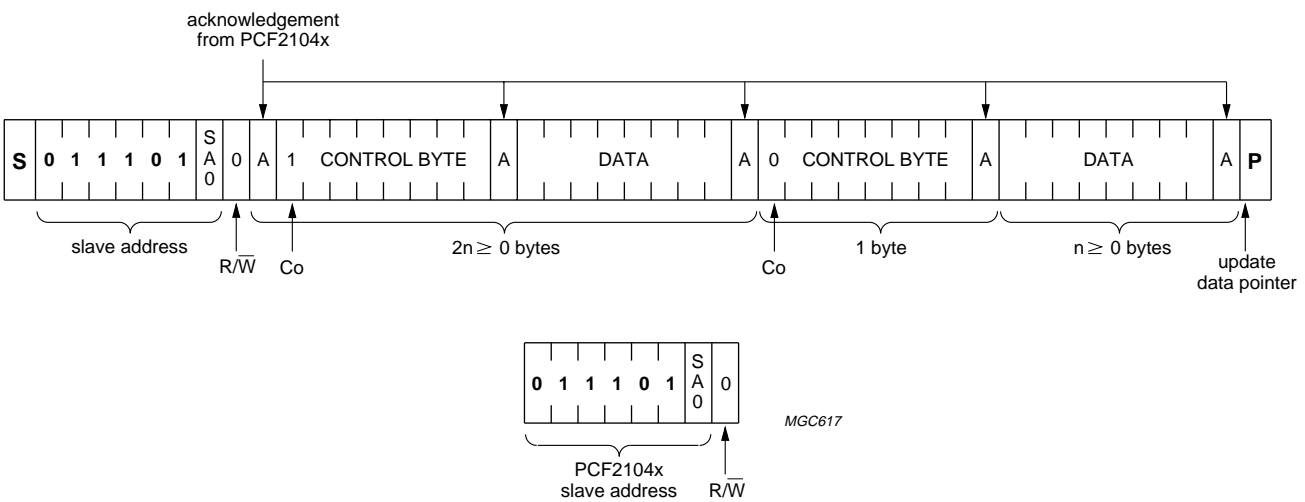 acknowledgement
from PCF2104x
S 0 1 1 1 0 1 SA0 0 A 1 CONTROL BYTE A DATA A 0 CONTROL BYTE A DATA A P
slave address
R/W̅
Co
2n ≥ 0 bytes
Co
1 byte
n ≥ 0 bytes
update
data pointer
0 1 1 1 0 1 SA0 0
MGC617
PCF2104x
slave address
R/W̅